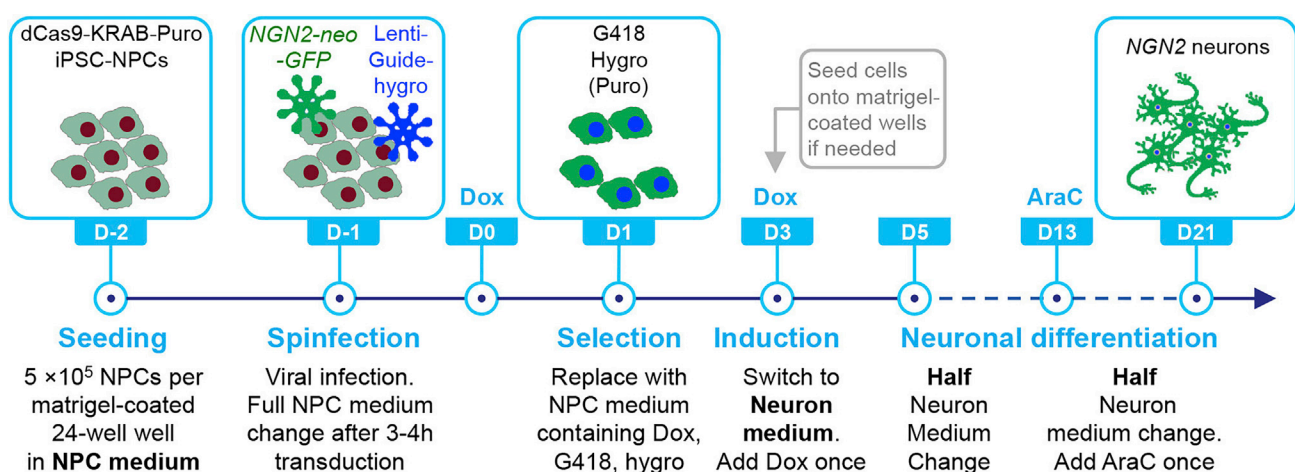 dCas9-KRAB-Puro
iPSC-NPCs
NGN2-neo
-GFP
Lenti-
Guide-
hygro
G418
Hygro
(Puro)
Seed cells
onto matrigel-
coated wells
if needed
NGN2 neurons
Dox
Dox
AraC
D-2
D-1
D0
D1
D3
D5
D13
D21
Seeding
5 ×10⁵ NPCs per
matrigel-coated
24-well well
in NPC medium
Spinfection
Viral infection.
Full NPC medium
change after 3-4h
transduction
Selection
Replace with
NPC medium
containing Dox,
G418, hygro
Induction
Switch to
Neuron
medium.
Add Dox once
Neuronal differentiation
Half
Neuron
Medium
Change
Half
Neuron
medium change.
Add AraC once